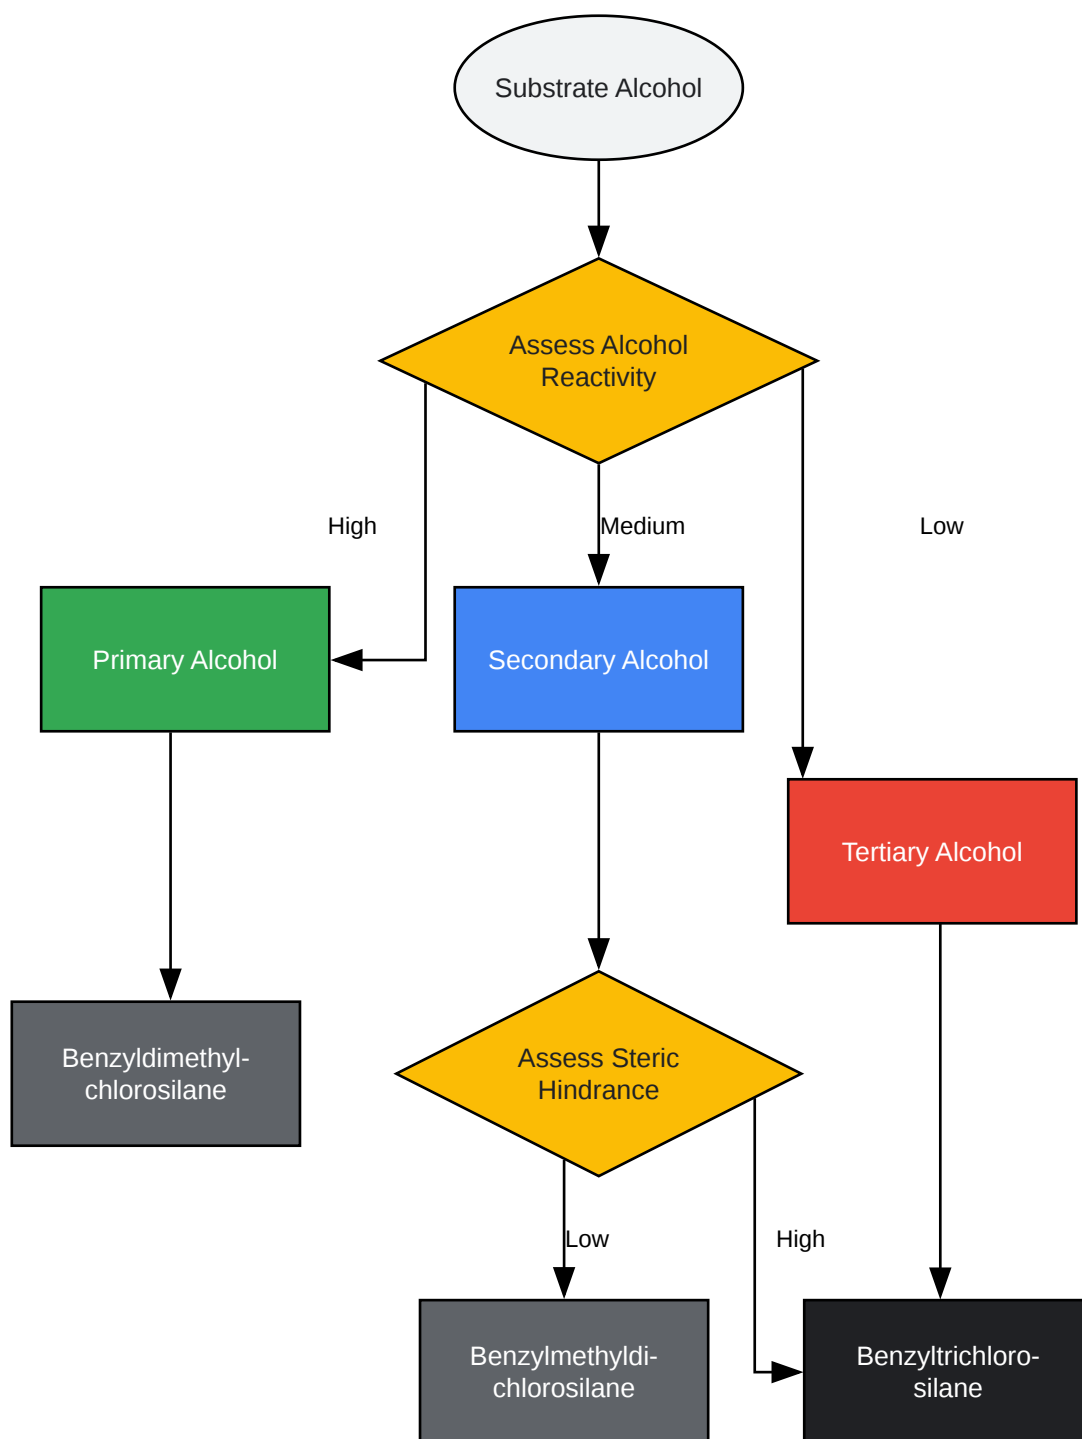 Substrate Alcohol
Assess Alcohol
Reactivity
High
Medium
Low
Primary Alcohol
Secondary Alcohol
Tertiary Alcohol
Benzyldimethyl-
chlorosilane
Assess Steric
Hindrance
Low
High
Benzylmethyldi-
chlorosilane
Benzyltrichloro-
silane